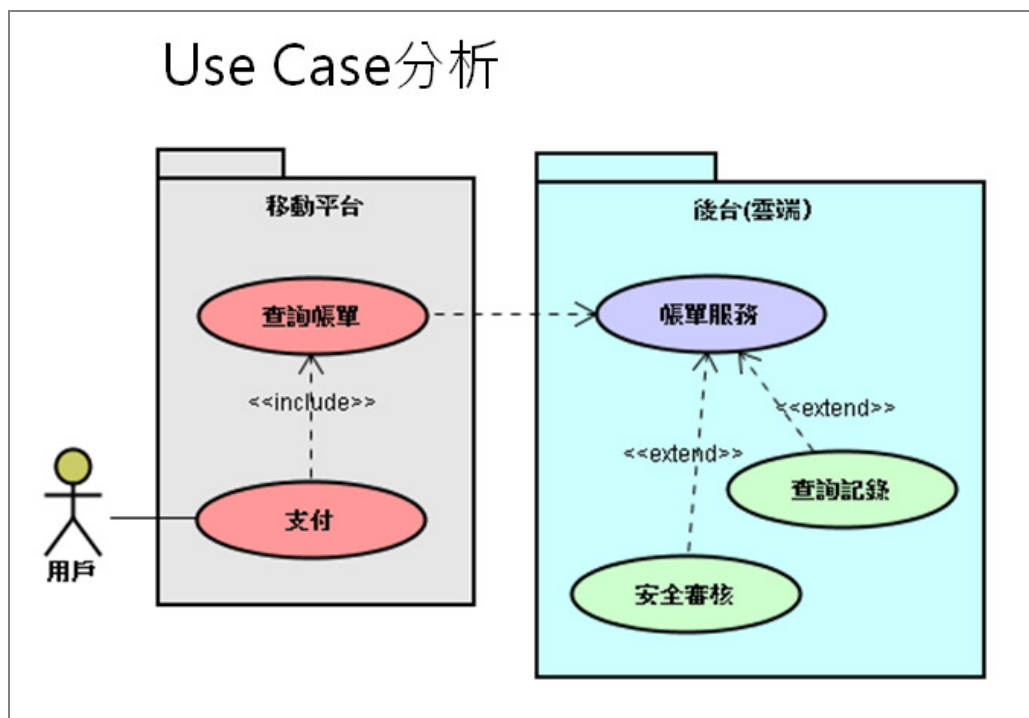 Use Case分析
移動平台
後台(雲端)
查詢帳單
帳單服務
<<include>>
<<extend>>
<<extend>>
查詢記錄
支付
用戶
安全審核